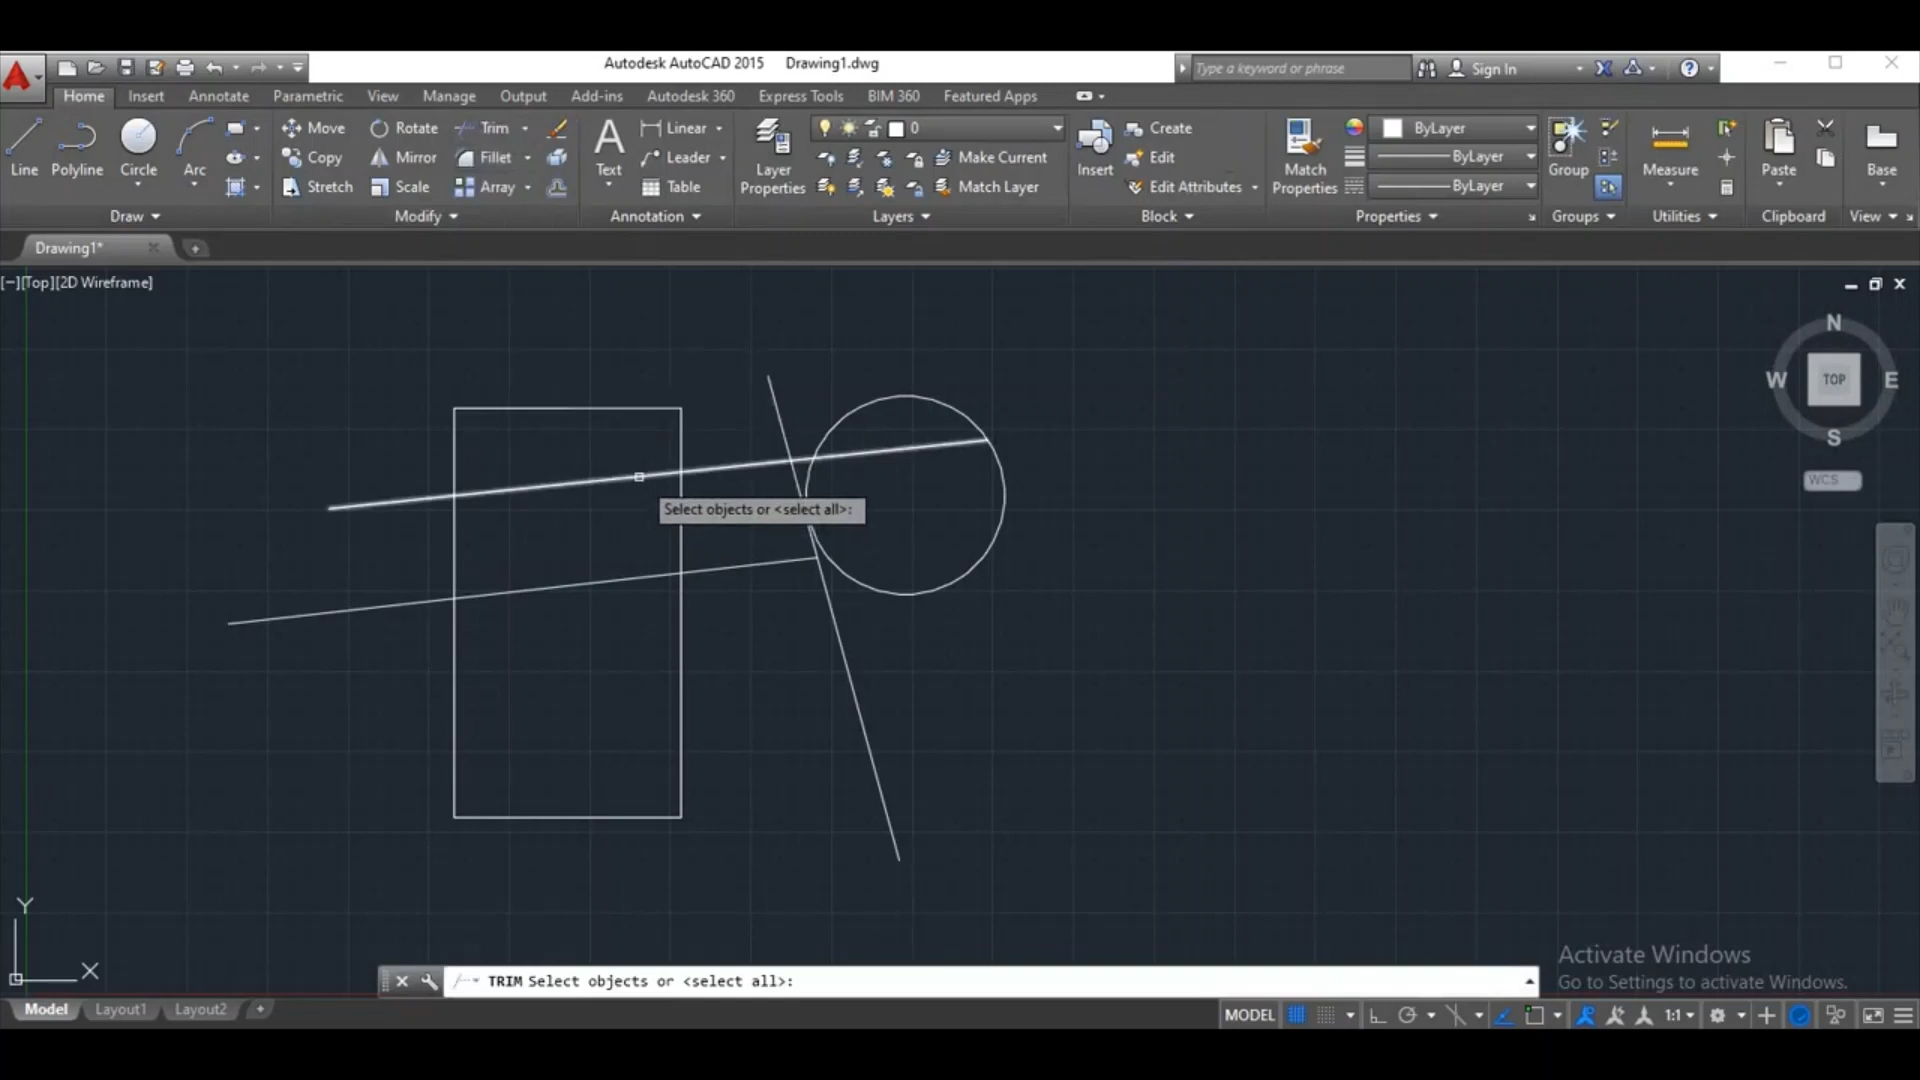 Autodesk AutoCAD 2015 Drawing1.dwg
Type a keyword or phrase
Sign In
Home Insert Annotate Parametric View Manage Output Add-ins Autodesk 360 Express Tools BIM 360 Featured Apps
Line Polyline Circle Arc
Draw
Move Rotate Trim
Copy Mirror Fillet
Stretch Scale Array
Modify
A
Text
Linear
Leader
Table
Annotation
Layer
Properties
0
Make Current
Match Layer
Layers
Insert
Create
Edit
Edit Attributes
Block
Match
Properties
ByLayer
ByLayer
ByLayer
Properties
Group
Groups
Measure
Utilities
Paste
Clipboard
Base
View
Drawing1*
[−][Top][2D Wireframe]
N
W TOP E
S
WCS
Select objects or <select all>:
Y
X
Activate Windows
Go to Settings to activate Windows.
TRIM Select objects or <select all>:
Model Layout1 Layout2 +
MODEL 1:1